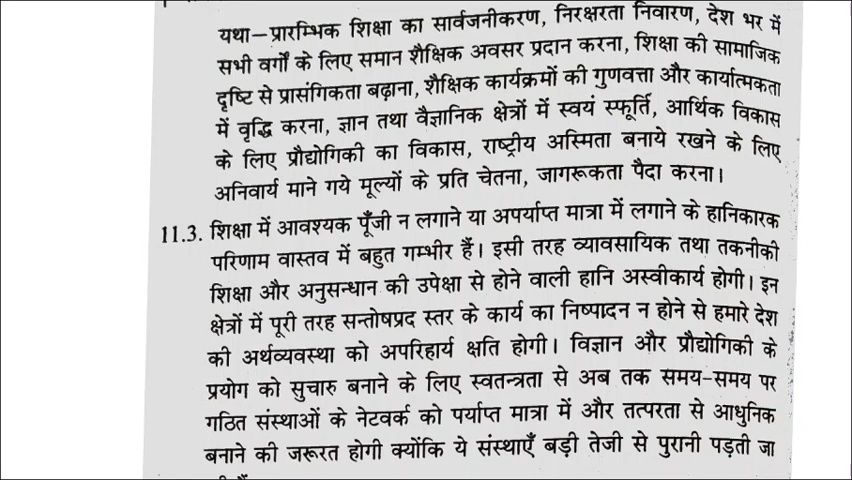 यथा–प्रारम्भिक शिक्षा का सार्वजनीकरण, निरक्षरता निवारण, देश भर में
सभी वर्गों के लिए समान शैक्षिक अवसर प्रदान करना, शिक्षा की सामाजिक
दृष्टि से प्रासंगिकता बढ़ाना, शैक्षिक कार्यक्रमों की गुणवत्ता और कार्यात्मकता
में वृद्धि करना, ज्ञान तथा वैज्ञानिक क्षेत्रों में स्वयं स्फूर्ति, आर्थिक विकास
के लिए प्रौद्योगिकी का विकास, राष्ट्रीय अस्मिता बनाये रखने के लिए
अनिवार्य माने गये मूल्यों के प्रति चेतना, जागरूकता पैदा करना।
11.3. शिक्षा में आवश्यक पूँजी न लगाने या अपर्याप्त मात्रा में लगाने के हानिकारक
परिणाम वास्तव में बहुत गम्भीर हैं। इसी तरह व्यावसायिक तथा तकनीकी
शिक्षा और अनुसन्धान की उपेक्षा से होने वाली हानि अस्वीकार्य होगी। इन
क्षेत्रों में पूरी तरह सन्तोषप्रद स्तर के कार्य का निष्पादन न होने से हमारे देश
की अर्थव्यवस्था को अपरिहार्य क्षति होगी। विज्ञान और प्रौद्योगिकी के
प्रयोग को सुचारु बनाने के लिए स्वतन्त्रता से अब तक समय-समय पर
गठित संस्थाओं के नेटवर्क को पर्याप्त मात्रा में और तत्परता से आधुनिक
बनाने की जरूरत होगी क्योंकि ये संस्थाएँ बड़ी तेजी से पुरानी पड़ती जा